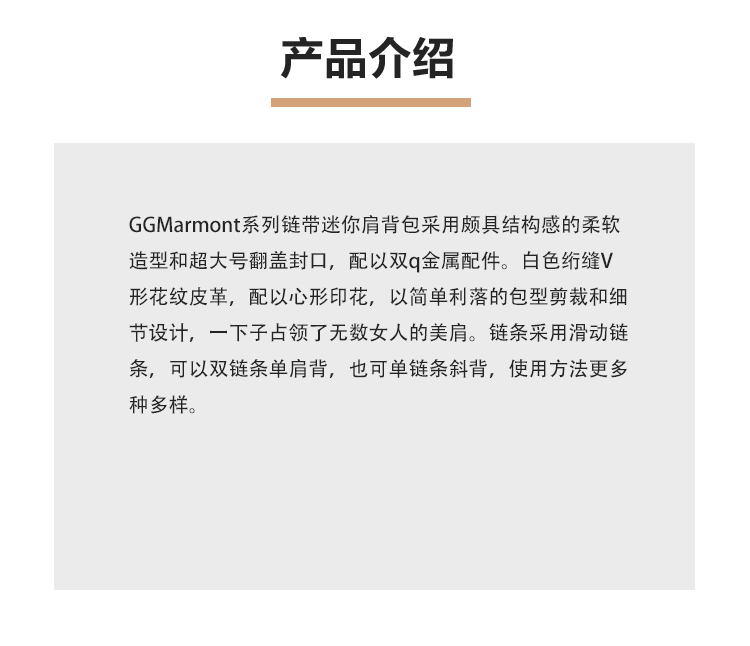 产品介绍
GGMarmont系列链带迷你肩背包采用颇具结构感的柔软
造型和超大号翻盖封口，配以双q金属配件。白色绗缝V
形花纹皮革，配以心形印花，以简单利落的包型剪裁和细
节设计，一下子占领了无数女人的美肩。链条采用滑动链
条，可以双链条单肩背，也可单链条斜背，使用方法更多
种多样。